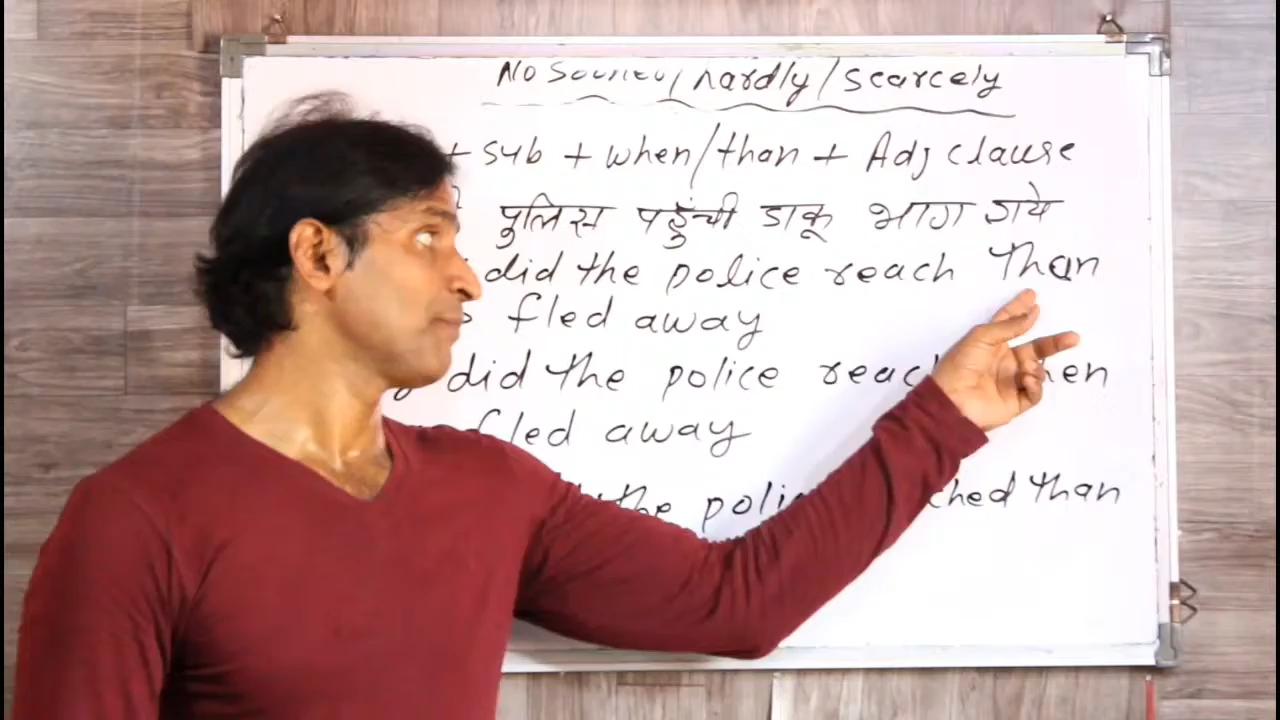 No sooner/hardly/scarcely
+ sub + when/than + Adj clause
पुलिस पहुँची डाकू भाग गये
did the police reach Than
fled away
did the police reach when
fled away
the police reached than